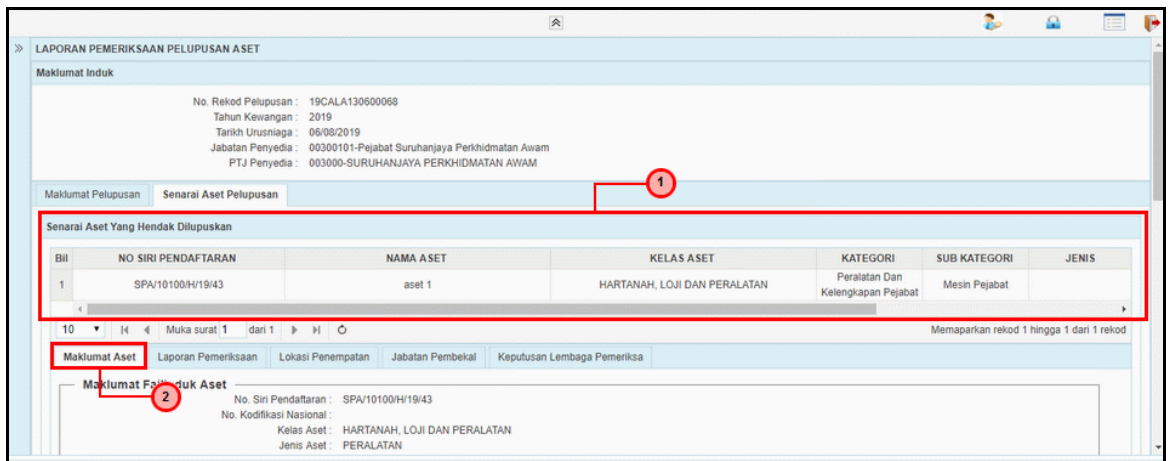 LAPORAN PEMERIKSAAN PELUPUSAN ASET
Maklumat Induk
No. Rekod Pelupusan : 19CALA130600068
Tahun Kewangan : 2019
Tarikh Urusniaga : 06/08/2019
Jabatan Penyedia : 00300101-Pejabat Suruhanjaya Perkhidmatan Awam
PTJ Penyedia : 003000-SURUHANJAYA PERKHIDMATAN AWAM
1
Maklumat Pelupusan Senarai Aset Pelupusan
Senarai Aset Yang Hendak Dilupuskan
Bil NO SIRI PENDAFTARAN NAMA ASET KELAS ASET KATEGORI SUB KATEGORI JENIS
1 SPA/10100/H/19/43 aset 1 HARTANAH, LOJI DAN PERALATAN Peralatan Dan Kelengkapan Pejabat Mesin Pejabat
10 Muka surat 1 dari 1 Memaparkan rekod 1 hingga 1 dari 1 rekod
Maklumat Aset Laporan Pemeriksaan Lokasi Penempatan Jabatan Pembekal Keputusan Lembaga Pemeriksa
Maklumat Aset
2
No. Siri Pendaftaran : SPA/10100/H/19/43
No. Kodifikasi Nasional :
Kelas Aset : HARTANAH, LOJI DAN PERALATAN
Jenis Aset : PERALATAN